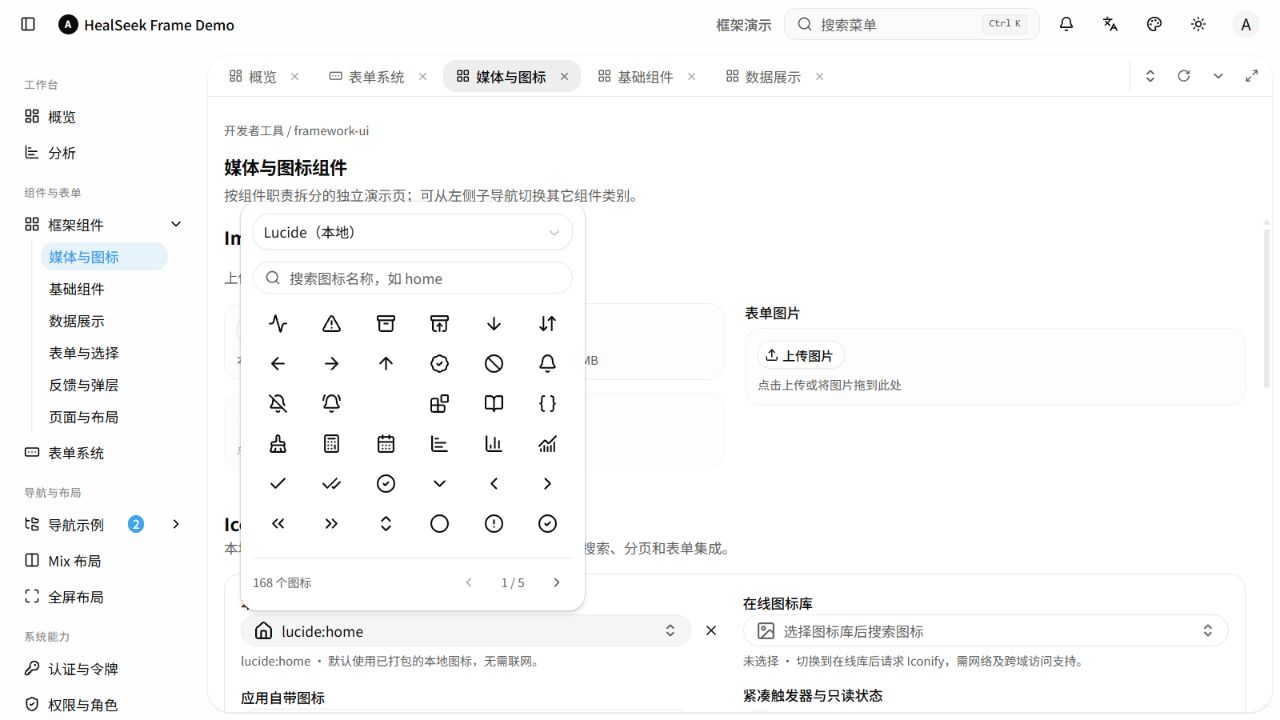 A HealSeek Frame Demo
框架演示
搜索菜单
Ctrl K
A
工作台
概览
分析
组件与表单
框架组件
媒体与图标
基础组件
数据展示
表单与选择
反馈与弹层
页面与布局
表单系统
导航与布局
导航示例 2
Mix 布局
全屏布局
系统能力
认证与令牌
权限与角色
概览
表单系统
媒体与图标
基础组件
数据展示
开发者工具 / framework-ui
媒体与图标组件
按组件职责拆分的独立演示页；可从左侧子导航切换其它组件类别。
Lucide（本地）
搜索图标名称，如 home
168 个图标
1 / 5
MB
表单图片
上传图片
点击上传或将图片拖到此处
搜索、分页和表单集成。
lucide:home
lucide:home · 默认使用已打包的本地图标，无需联网。
应用自带图标
在线图标库
选择图标库后搜索图标
未选择 · 切换到在线库后请求 Iconify，需网络及跨域访问支持。
紧凑触发器与只读状态